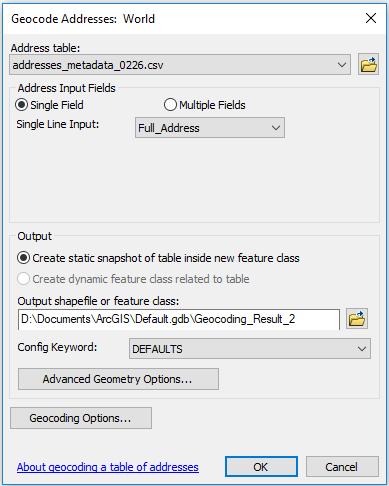 Geocode Addresses: World
Address table:
addresses_metadata_0226.csv
Address Input Fields
Single Field
Multiple Fields
Single Line Input:
Full_Address
Output
Create static snapshot of table inside new feature class
Create dynamic feature class related to table
Output shapefile or feature class:
D:\Documents\ArcGIS\Default.gdb\Geocoding_Result_2
Config Keyword:
DEFAULTS
Advanced Geometry Options...
Geocoding Options...
About geocoding a table of addresses
OK
Cancel